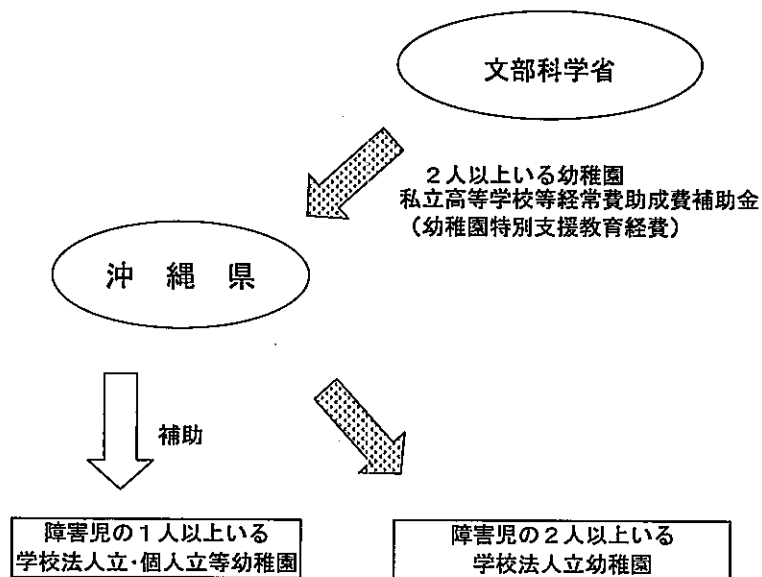 文部科学省
2人以上いる幼稚園
私立高等学校等経常費助成費補助金
(幼稚園特別支援教育経費)
沖縄県
補助
障害児の1人以上いる
学校法人立・個人立等幼稚園
障害児の2人以上いる
学校法人立幼稚園